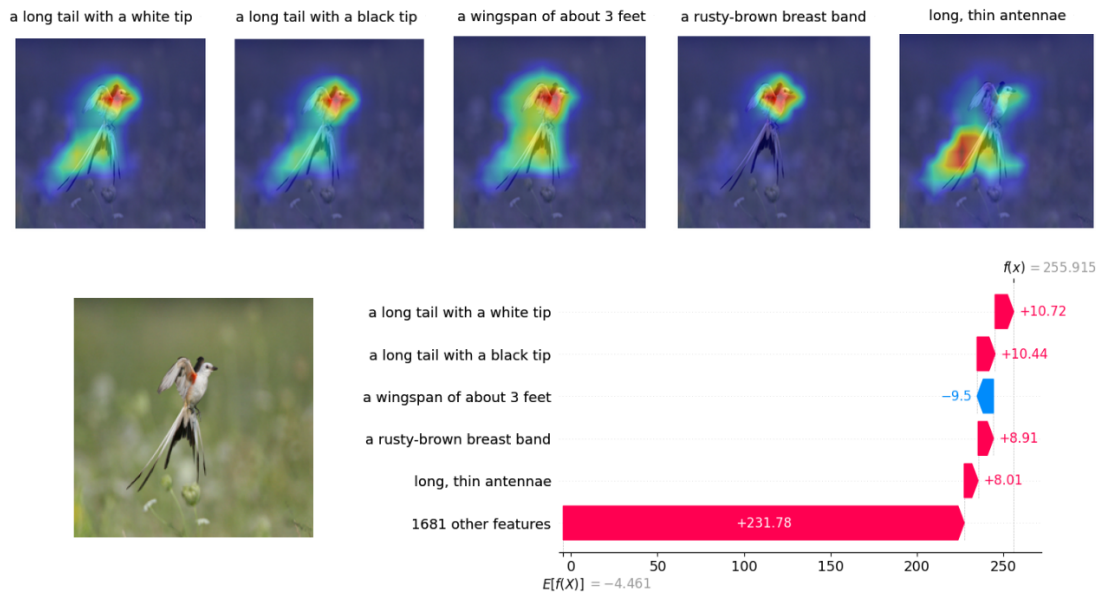 a long tail with a white tip
a long tail with a black tip
a wingspan of about 3 feet
a rusty-brown breast band
long, thin antennae
f(x) = 255.915
a long tail with a white tip
+10.72
a long tail with a black tip
+10.44
a wingspan of about 3 feet
−9.5
a rusty-brown breast band
+8.91
long, thin antennae
+8.01
1681 other features
+231.78
0 50 100 150 200 250
E[f(X)] = −4.461